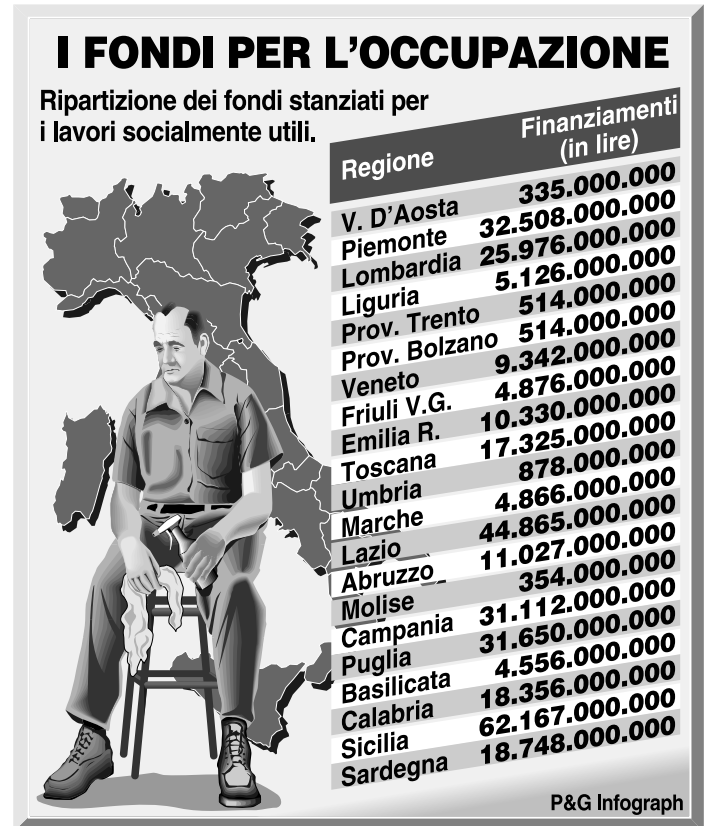 I FONDI PER L'OCCUPAZIONE
Ripartizione dei fondi stanziati per
i lavori socialmente utili.
Regione Finanziamenti (in lire)
V. D'Aosta 335.000.000
Piemonte 32.508.000.000
Lombardia 25.976.000.000
Liguria 5.126.000.000
Prov. Trento 514.000.000
Prov. Bolzano 514.000.000
Veneto 9.342.000.000
Friuli V.G. 4.876.000.000
Emilia R. 10.330.000.000
Toscana 17.325.000.000
Umbria 878.000.000
Marche 4.866.000.000
Lazio 44.865.000.000
Abruzzo 11.027.000.000
Molise 354.000.000
Campania 31.112.000.000
Puglia 31.650.000.000
Basilicata 4.556.000.000
Calabria 18.356.000.000
Sicilia 62.167.000.000
Sardegna 18.748.000.000
P&G Infograph